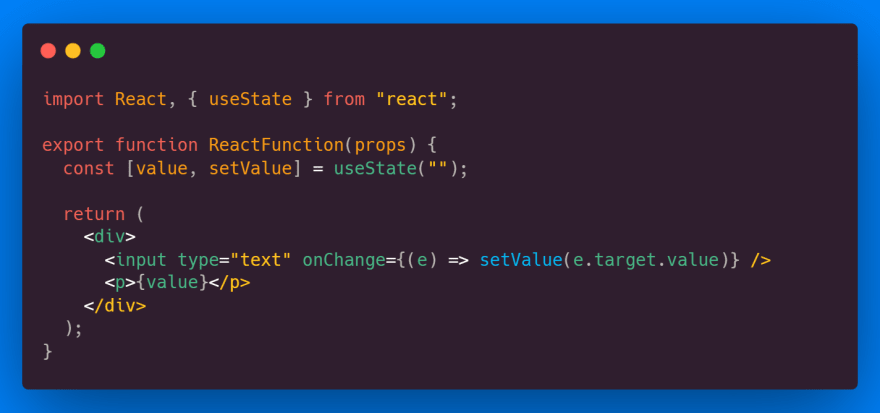 import React, { useState } from "react";
export function ReactFunction(props) {
const [value, setValue] = useState("");
return (
<div>
<input type="text" onChange={(e) => setValue(e.target.value)} />
<p>{value}</p>
</div>
);
}